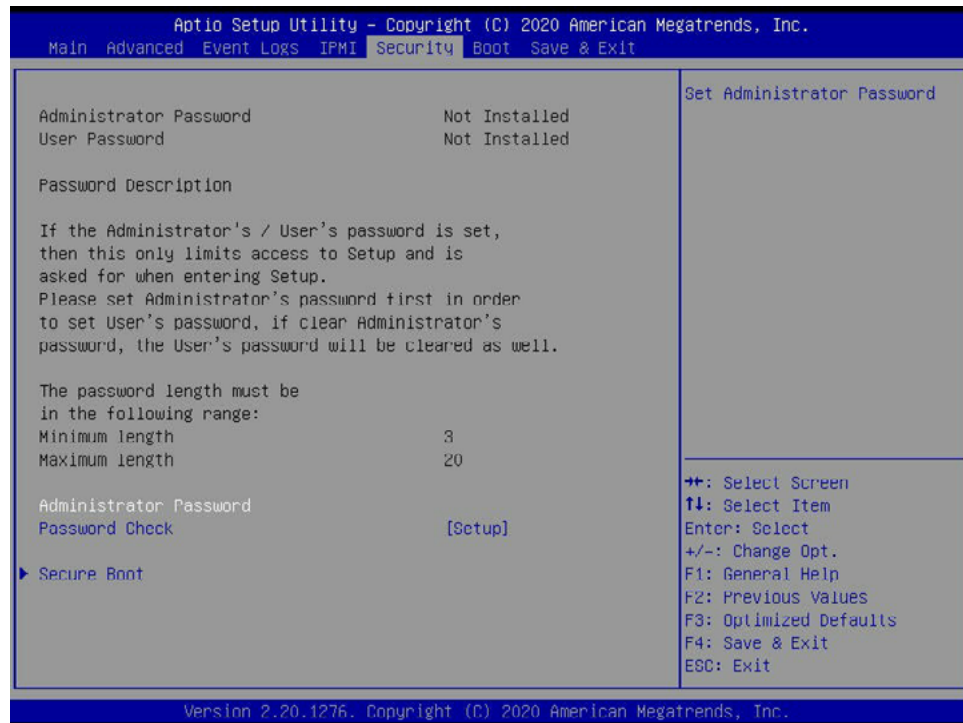 Aptio Setup Utility – Copyright (C) 2020 American Megatrends, Inc.
Main Advanced Event Logs IPMI Security Boot Save & Exit
Administrator Password Not Installed
User Password Not Installed
Password Description
If the Administrator's / User's password is set,
then this only limits access to Setup and is
asked for when entering Setup.
Please set Administrator's password first in order
to set User's password, if clear Administrator's
password, the User's password will be cleared as well.
The password length must be
in the following range:
Minimum length 3
Maximum length 20
Administrator Password
Password Check [Setup]
Secure Boot
Set Administrator Password
→←: Select Screen
↑↓: Select Item
Enter: Select
+/-: Change Opt.
F1: General Help
F2: Previous Values
F3: Optimized Defaults
F4: Save & Exit
ESC: Exit
Version 2.20.1276. Copyright (C) 2020 American Megatrends, Inc.